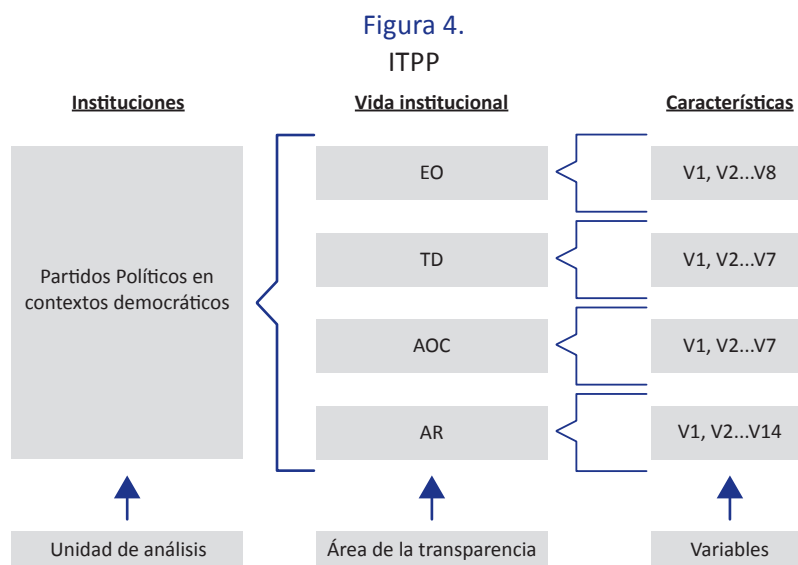 Figura 4.
ITPP
Instituciones
Vida institucional
Características
Partidos Políticos en
contextos democráticos
EO
TD
AOC
AR
V1, V2...V8
V1, V2...V7
V1, V2...V7
V1, V2...V14
Unidad de análisis
Área de la transparencia
Variables